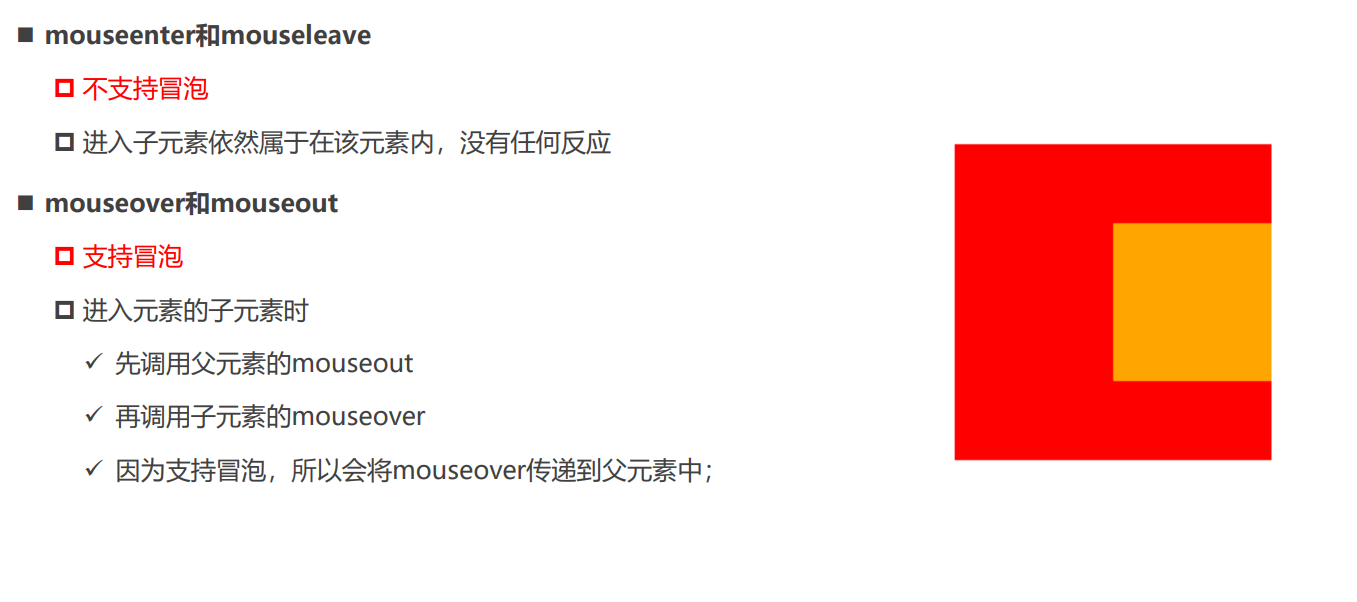 mouseenter和mouseleave
不支持冒泡
进入子元素依然属于在该元素内，没有任何反应
mouseover和mouseout
支持冒泡
进入元素的子元素时
先调用父元素的mouseout
再调用子元素的mouseover
因为支持冒泡，所以会将mouseover传递到父元素中；